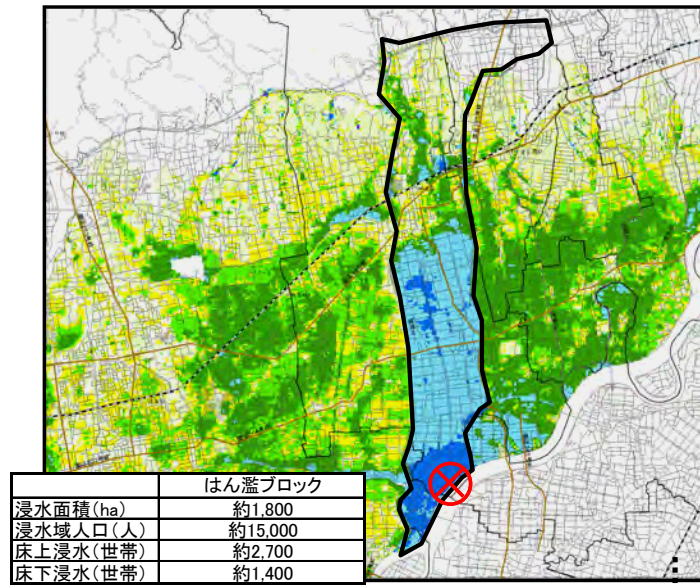 はん濫ブロック
浸水面積(ha) 約1,800
浸水域人口(人) 約15,000
床上浸水(世帯) 約2,700
床下浸水(世帯) 約1,400